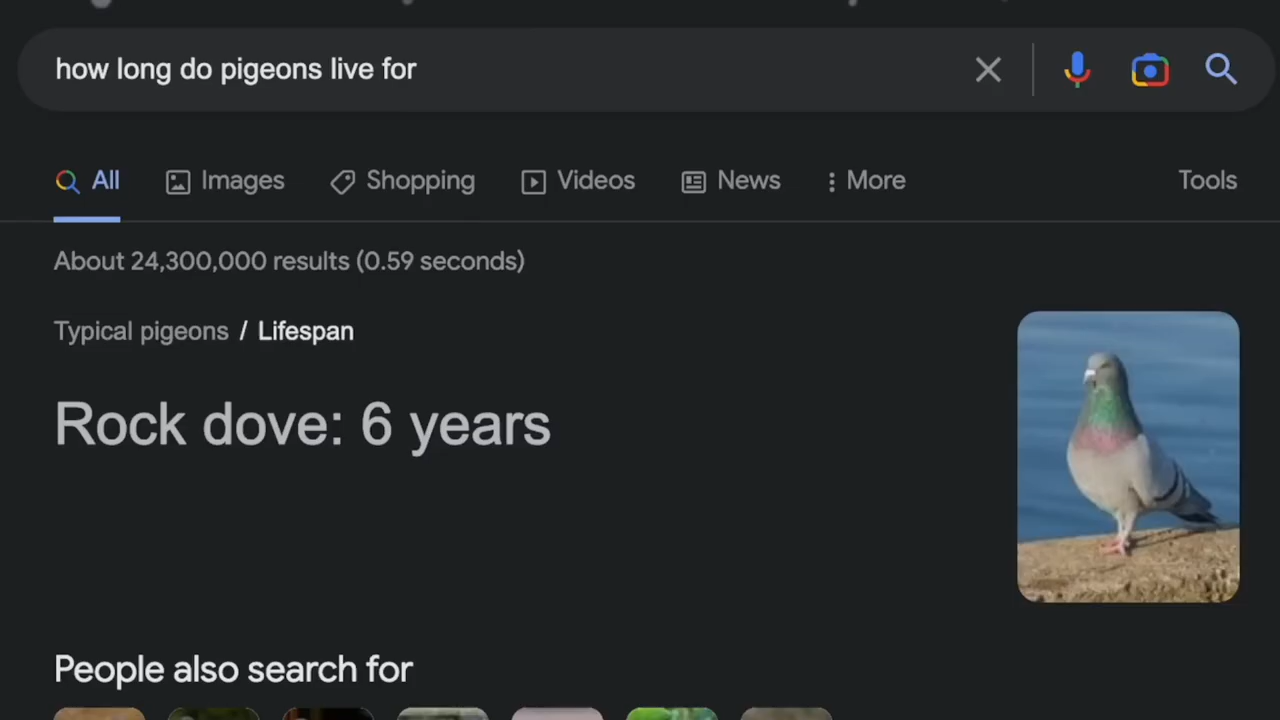 how long do pigeons live for
All Images Shopping Videos News More Tools
About 24,300,000 results (0.59 seconds)
Typical pigeons / Lifespan
Rock dove: 6 years
People also search for